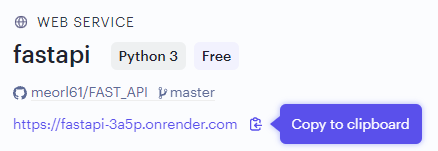 WEB SERVICE
fastapi Python 3 Free
meorl61/FAST_API master
https://fastapi-3a5p.onrender.com Copy to clipboard